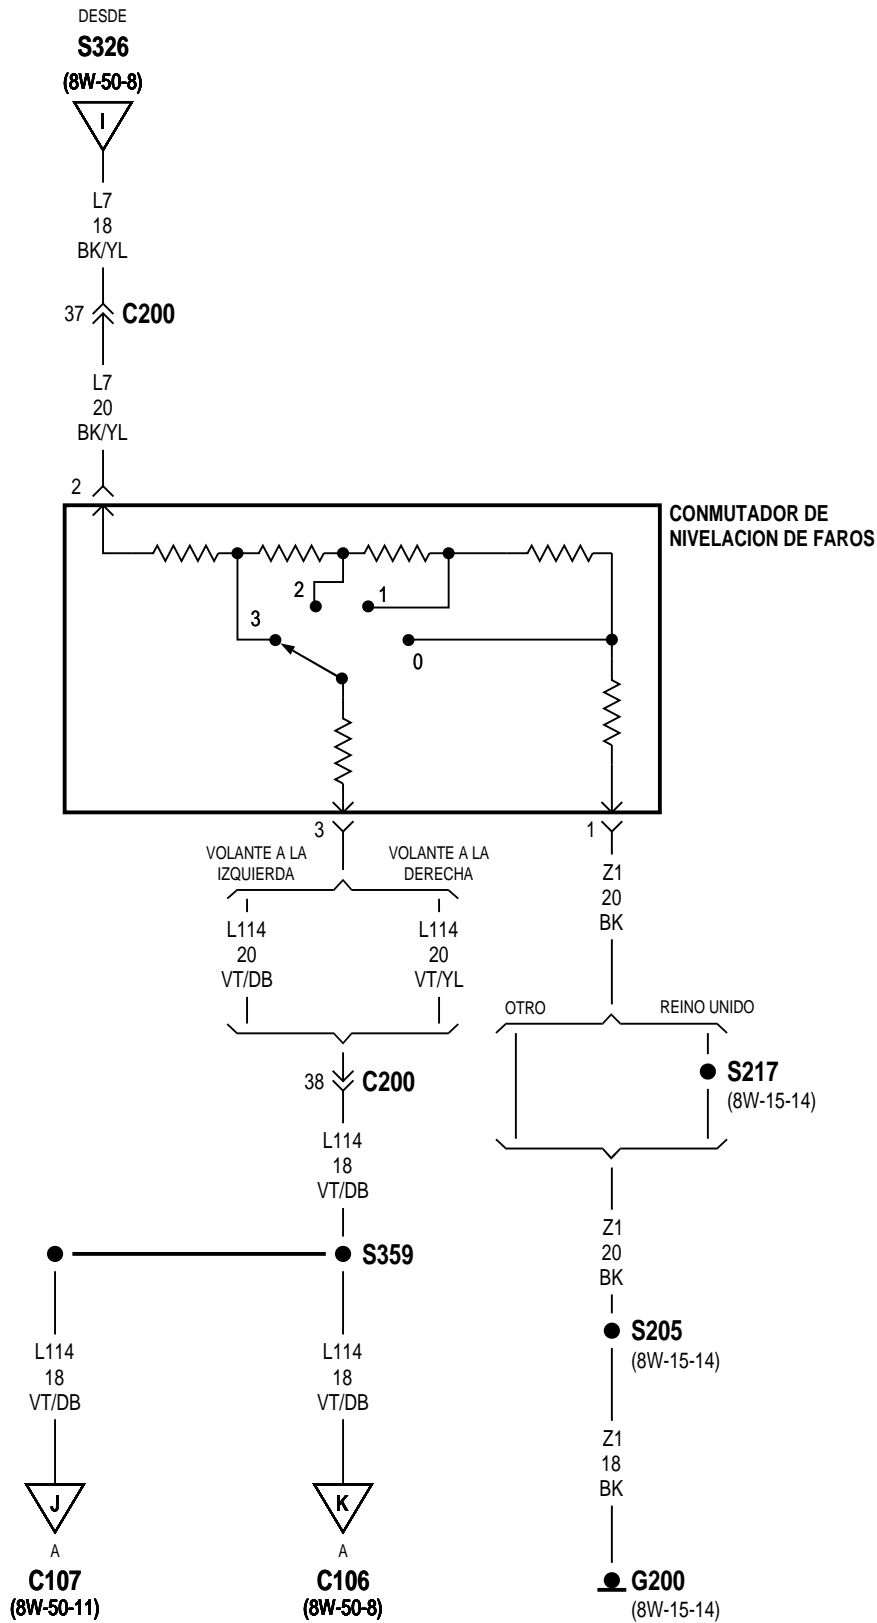 DESDE
S326
(8W-50-8)
I
L7
18
BK/YL
37
C200
L7
20
BK/YL
2
CONMUTADOR DE
NIVELACION DE FAROS
2
1
3
0
3
1
VOLANTE A LA
IZQUIERDA
VOLANTE A LA
DERECHA
L114
20
VT/DB
L114
20
VT/YL
Z1
20
BK
OTRO
REINO UNIDO
S217
(8W-15-14)
38
C200
L114
18
VT/DB
S359
Z1
20
BK
S205
(8W-15-14)
L114
18
VT/DB
L114
18
VT/DB
Z1
18
BK
J
K
A
A
C107
(8W-50-11)
C106
(8W-50-8)
G200
(8W-15-14)